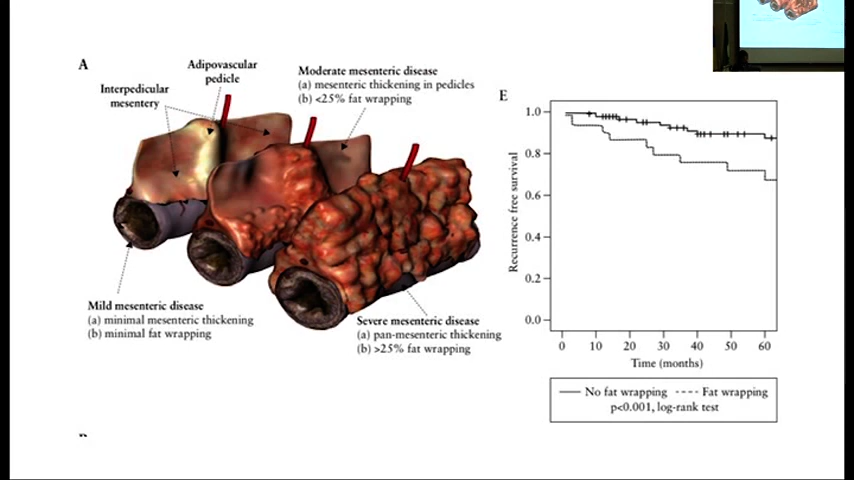 A
Adipovascular
pedicle
Interpedicular
mesentery
Moderate mesenteric disease
(a) mesenteric thickening in pedicles
(b) <25% fat wrapping
Mild mesenteric disease
(a) minimal mesenteric thickening
(b) minimal fat wrapping
Severe mesenteric disease
(a) pan-mesenteric thickening
(b) >25% fat wrapping
E
Recurrence free survival
1.0
0.8
0.6
0.4
0.2
0.0
0 10 20 30 40 50 60
Time (months)
No fat wrapping Fat wrapping
p<0.001, log-rank test